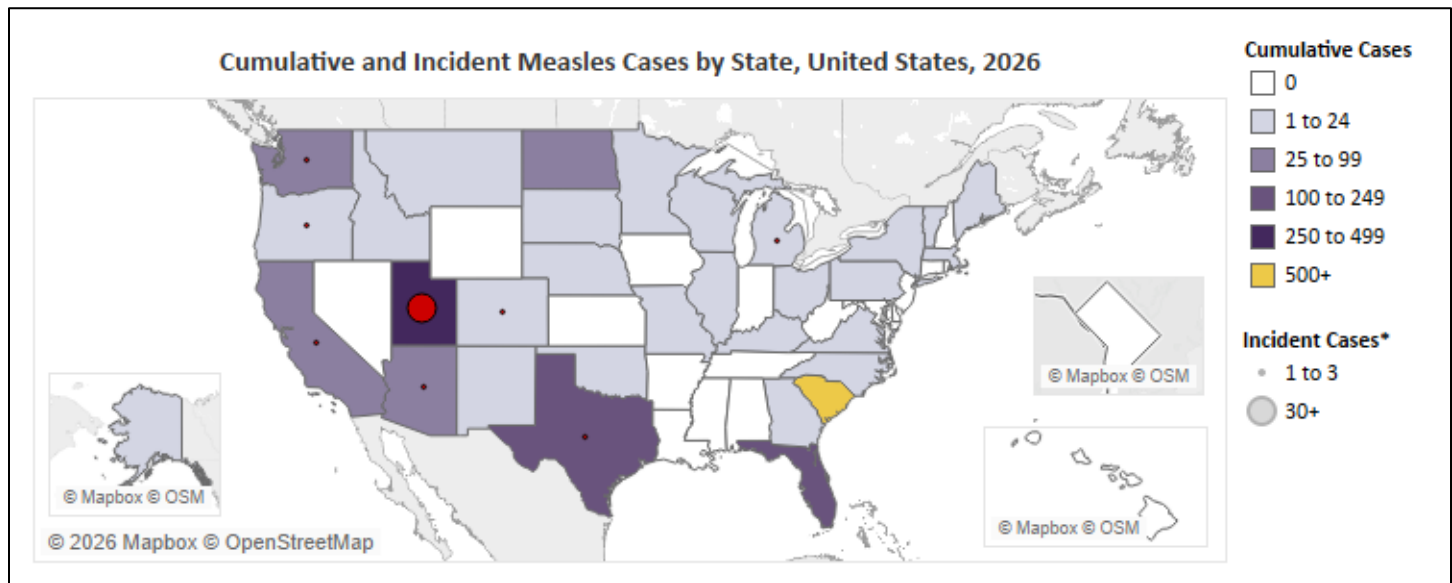 Cumulative and Incident Measles Cases by State, United States, 2026
Cumulative Cases
0
1 to 24
25 to 99
100 to 249
250 to 499
500+
Incident Cases*
1 to 3
30+
© Mapbox © OSM
© Mapbox © OSM
© Mapbox © OSM
© 2026 Mapbox © OpenStreetMap